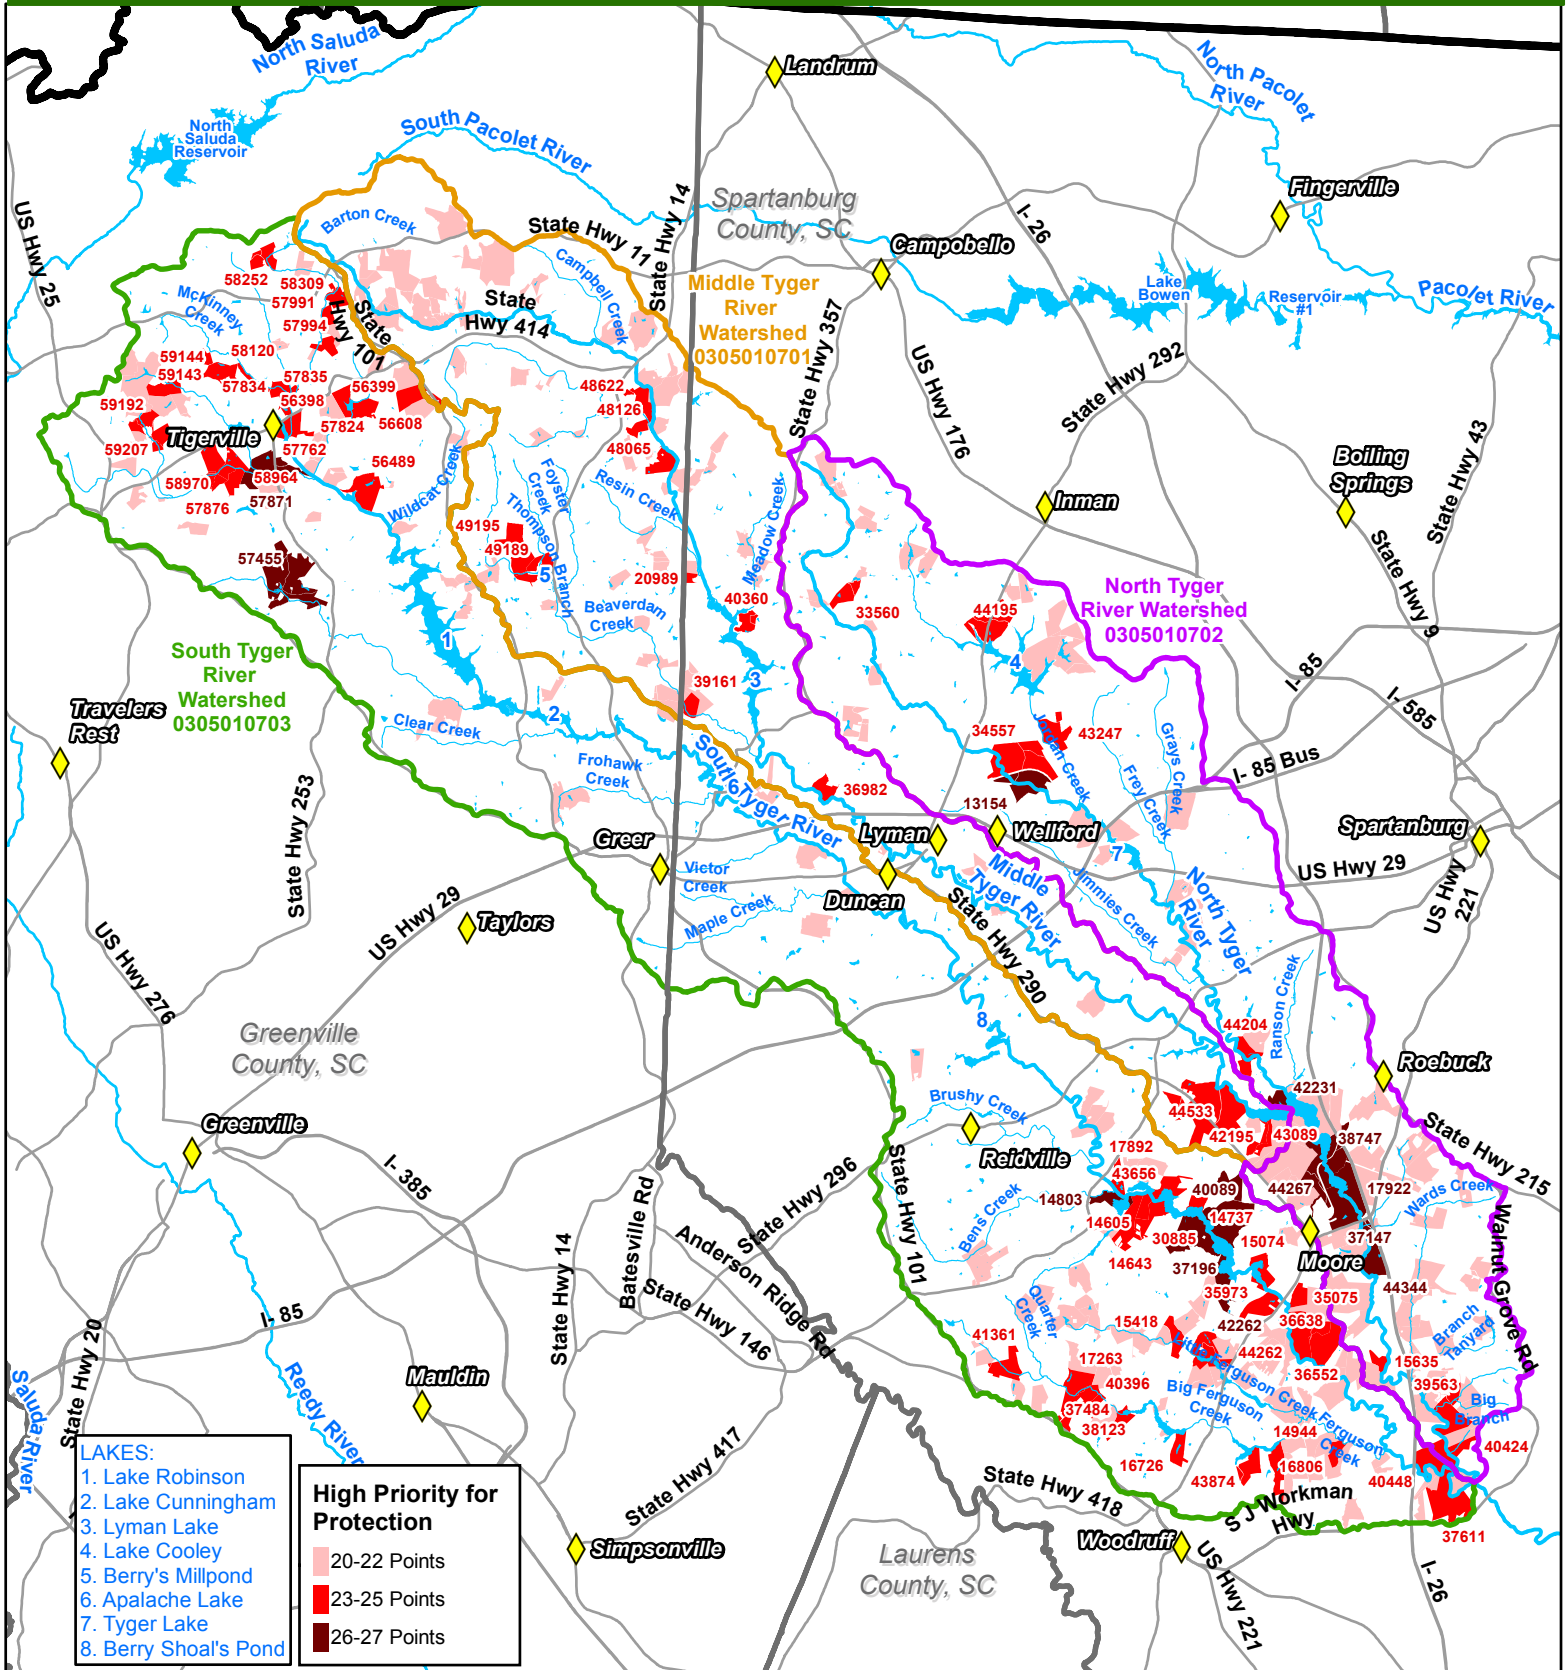 North Saluda
River
Landrum
North Pacolet
River
North
Saluda
Reservoir
South Pacolet River
Fingerville
Spartanburg
County, SC
US Hwy 25
Barton Creek
State Hwy 11
State Hwy 14
I- 26
Campobello
Campbell Creek
58252
58309
57991
57994
McKinney
Creek
State
Hwy 101
State
Hwy 414
Middle Tyger
River
Watershed
0305010701
State Hwy 357
Lake
Bowen
Reservoir
#1
Pacolet River
US Hwy 176
State Hwy 292
59144
59143
58120
57834
57835
56399
56398
57824
56608
59192
59207
Tigerville
57762
58970
58964
57871
57876
56489
Wildcat Creek
48622
48126
48065
Foyster
Creek
Thompson Branch
Resin Creek
Meadow Creek
State Hwy 43
Boiling
Springs
Inman
State Hwy 9
49195
49189
5
57455
20989
40360
Beaverdam
Creek
33560
44195
North Tyger
River Watershed
0305010702
1
4
3
South Tyger
River
Watershed
0305010703
39161
I- 85
I- 585
Travelers
Rest
2
Clear Creek
Frohawk
Creek
South Tyger River
6
34557
43247
Jordan Creek
Grays Creek
Frey Creek
I- 85 Bus
36982
13154
State Hwy 253
Greer
Lyman
Wellford
7
Spartanburg
Victor
Creek
Maple Creek
Duncan
Middle
Tyger River
Jimmies Creek
US Hwy 29
US Hwy
221
US Hwy 29
Taylors
State Hwy 290
North Tyger
River
US Hwy 276
Greenville
County, SC
8
Ranson Creek
44204
Roebuck
42231
Brushy Creek
Reidville
44533
42195
43089
38747
State Hwy 215
Greenville
I- 385
17892
43656
40089
44267
17922
Wards Creek
14803
14605
14737
30885
15074
14643
37196
37147
Moore
State Hwy 296
State Hwy 101
Bens Creek
Batesville Rd
Anderson Ridge Rd
State Hwy 14
State Hwy 146
35973
42262
35075
36638
44344
Walnut Grove Rd
Quarter
Creek
15418
Little Ferguson Creek
44262
36552
Branch
Tanyard
I- 85
State Hwy 20
Mauldin
Reedy River
Saluda River
41361
17263
40396
37484
38123
15635
39563
Big Ferguson
Creek
Ferguson
Creek
Big
Branch
14944
16726
43874
16806
40448
40424
State Hwy 417
State Hwy 418
S J Workman
Hwy
37611
Woodruff
US Hwy 221
I- 26
Simpsonville
Laurens
County, SC
LAKES:
1. Lake Robinson
2. Lake Cunningham
3. Lyman Lake
4. Lake Cooley
5. Berry's Millpond
6. Apalache Lake
7. Tyger Lake
8. Berry Shoal's Pond
High Priority for
Protection
20-22 Points
23-25 Points
26-27 Points